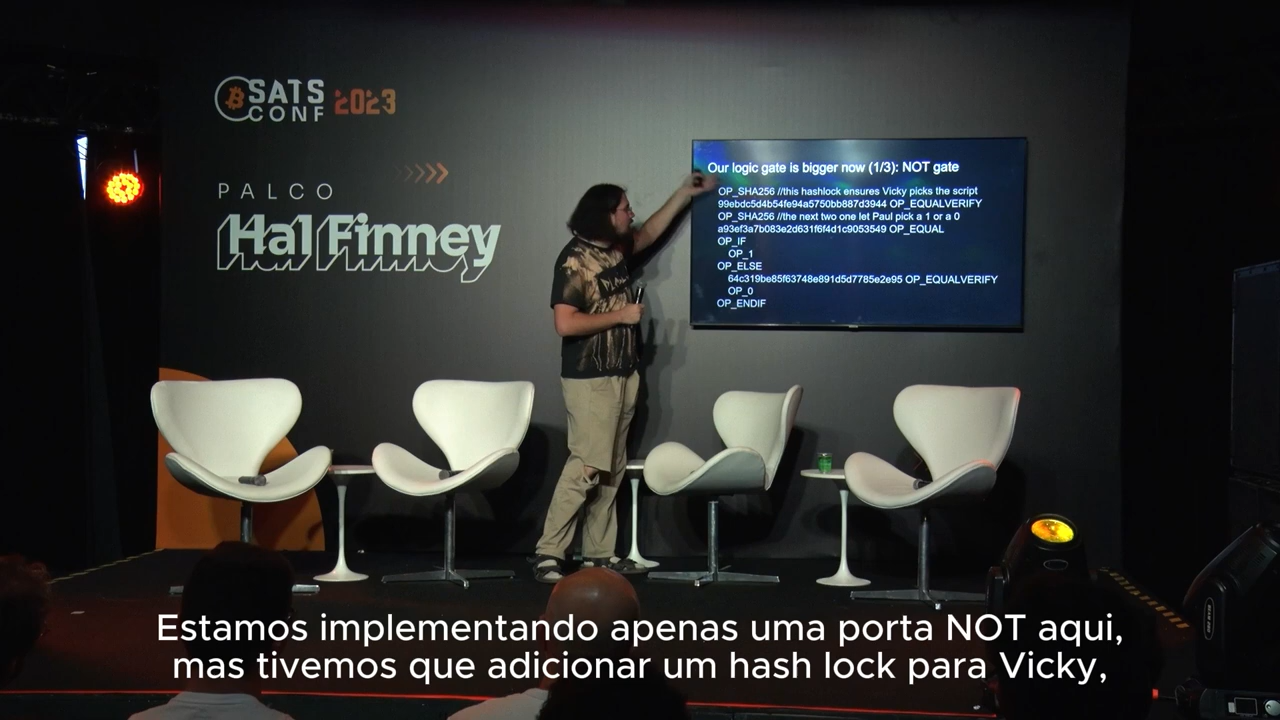 SATS
CONF 2023
PALCO
Hal Finney
Our logic gate is bigger now (1/3): NOT gate
OP_SHA256 //this hashlock ensures Vicky picks the script
99ebdc5d4b54fe94a5750bb887d3944 OP_EQUALVERIFY
OP_SHA256 //the next two one let Paul pick a 1 or a 0
a93ef3a7b083e2d631f6f4d1c9053549 OP_EQUAL
OP_IF
OP_1
OP_ELSE
64c319be85f63748e891d5d7785e2e95 OP_EQUALVERIFY
OP_0
OP_ENDIF
Estamos implementando apenas uma porta NOT aqui,
mas tivemos que adicionar um hash lock para Vicky,